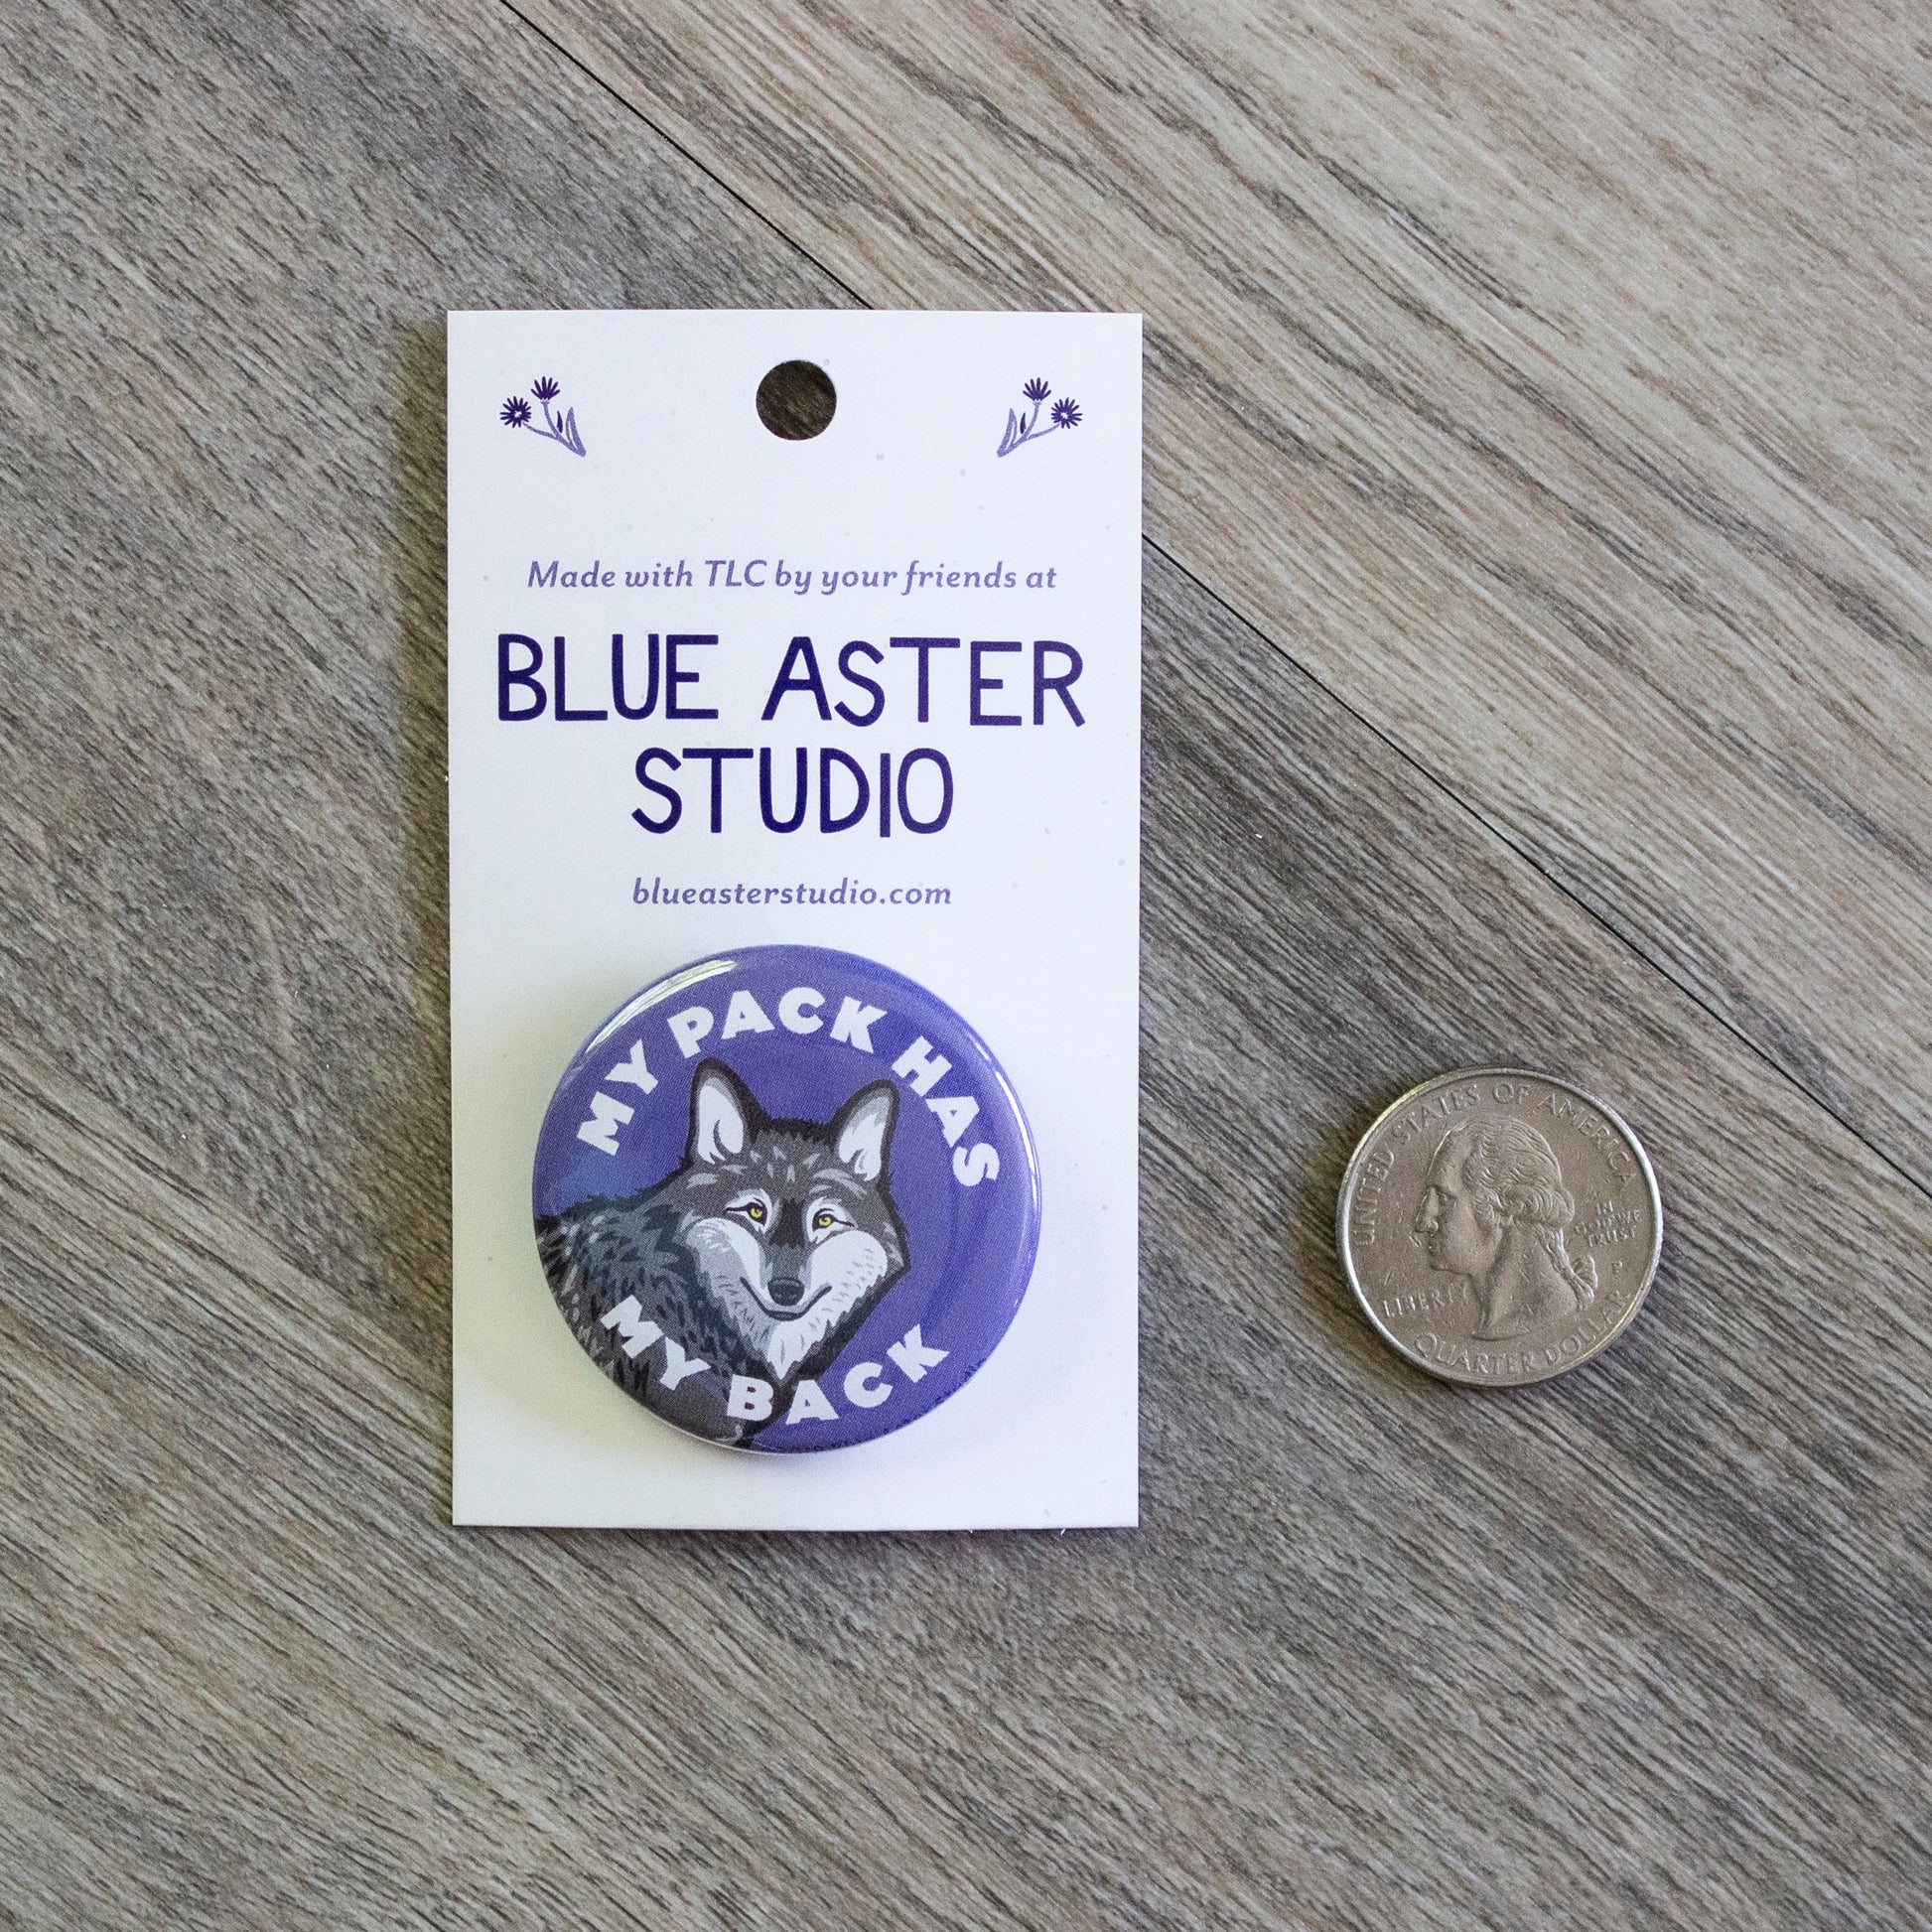 Made with TLC by your friends at
BLUE ASTER
STUDIO
blueasterstudio.com
MY PACK HAS
MY BACK
UNITED STATES OF AMERICA
IN
GOD WE
TRUST
P
LIBERTY
QUARTER DOLLAR